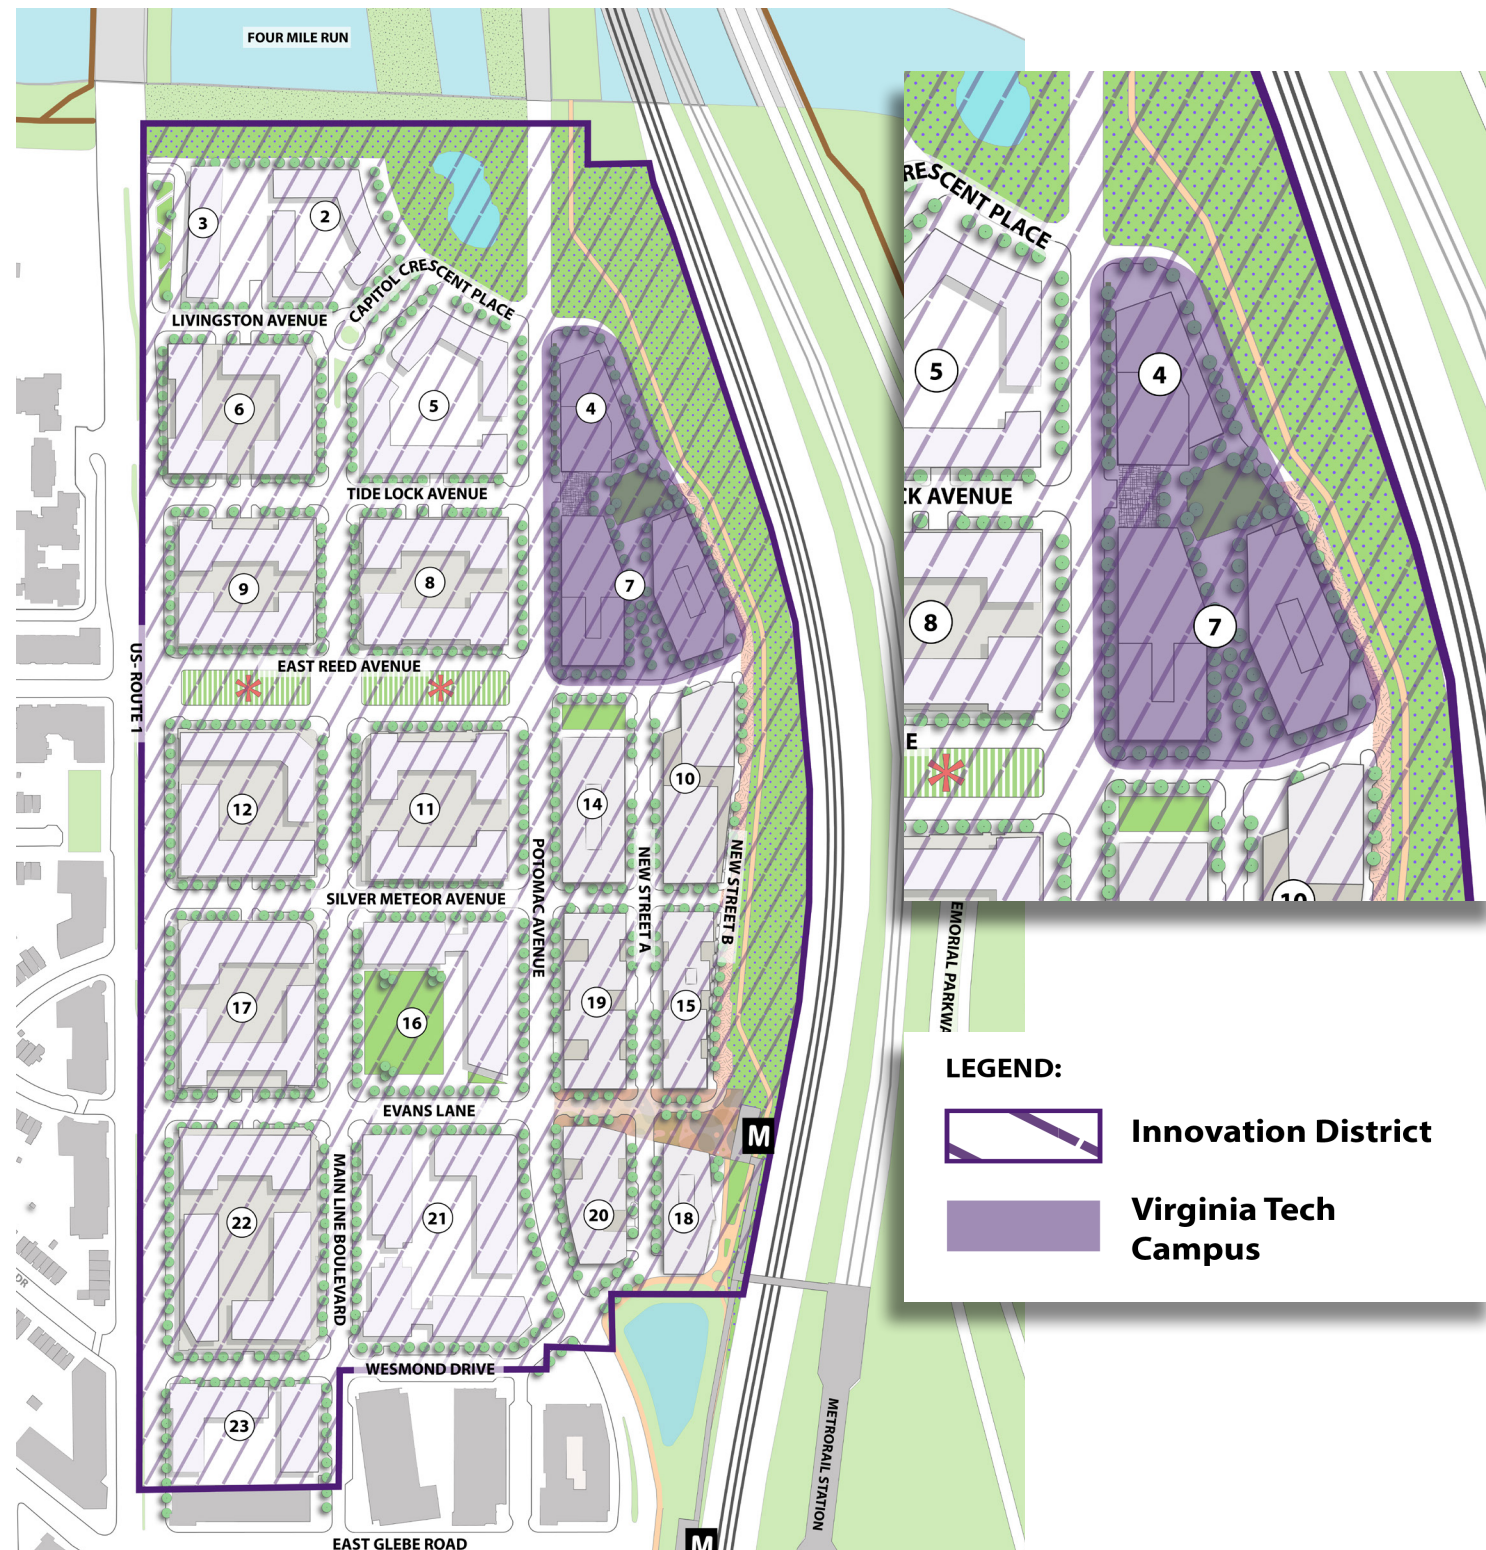 FOUR MILE RUN
3
2
CAPITOL CRESCENT PLACE
LIVINGSTON AVENUE
6
5
4
TIDE LOCK AVENUE
9
8
7
US- ROUTE 1
EAST REED AVENUE
12
11
14
10
POTOMAC AVENUE
NEW STREET A
NEW STREET B
SILVER METEOR AVENUE
17
16
19
15
EVANS LANE
M
MAIN LINE BOULEVARD
22
21
20
18
WESMOND DRIVE
23
METRORAIL STATION
EAST GLEBE ROAD
M
DR
RESCENT PLACE
5
4
CK AVENUE
8
7
E
10
EMORIAL PARKWA
LEGEND:
Innovation District
Virginia Tech
Campus